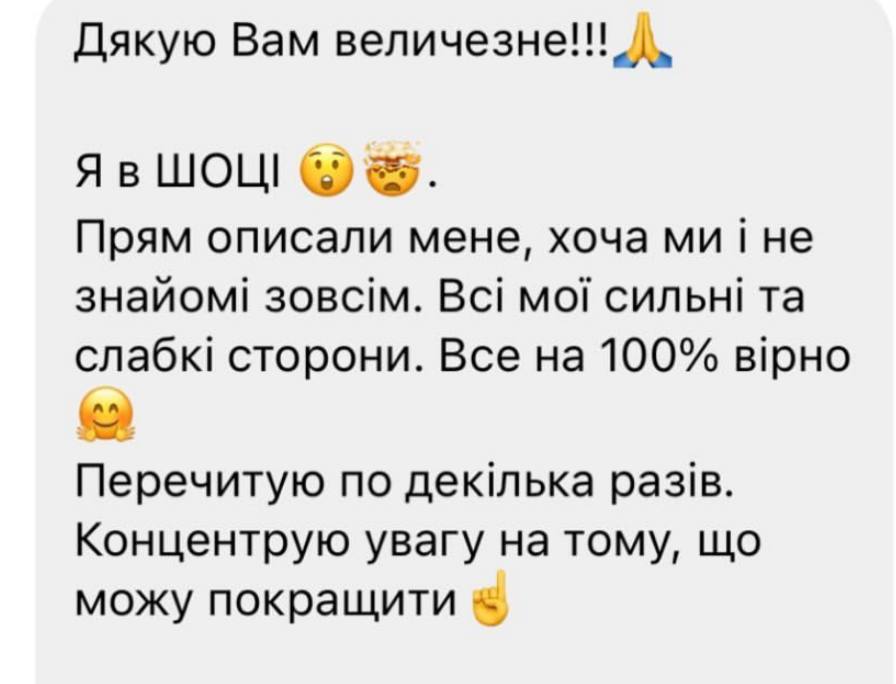 Дякую Вам величезне!!!🙏
Я в ШОЦІ 😲🤯.
Прям описали мене, хоча ми і не
знайомі зовсім. Всі мої сильні та
слабкі сторони. Все на 100% вірно
🤗
Перечитую по декілька разів.
Концентрую увагу на тому, що
можу покращити☝️